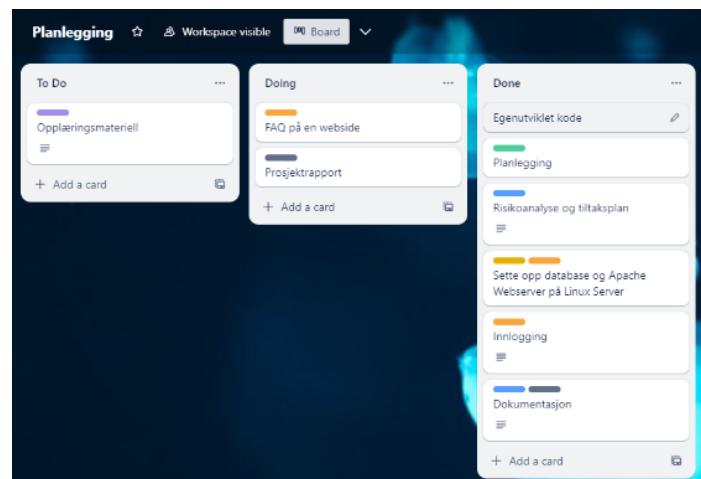 Planlegging
Workspace visible
Board
To Do
Opplæringsmateriell
+ Add a card
Doing
FAQ på en webside
Prosjektrapport
+ Add a card
Done
Egenutviklet kode
Planlegging
Risikoanalyse og tiltaksplan
Sette opp database og Apache
Webserver på Linux Server
Innlogging
Dokumentasjon
+ Add a card